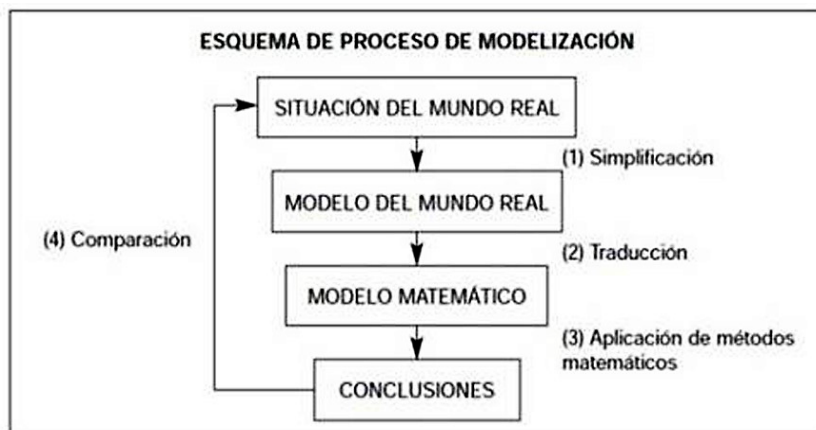 ESQUEMA DE PROCESO DE MODELIZACIÓN
SITUACIÓN DEL MUNDO REAL
(1) Simplificación
MODELO DEL MUNDO REAL
(4) Comparación
(2) Traducción
MODELO MATEMÁTICO
(3) Aplicación de métodos
matemáticos
CONCLUSIONES